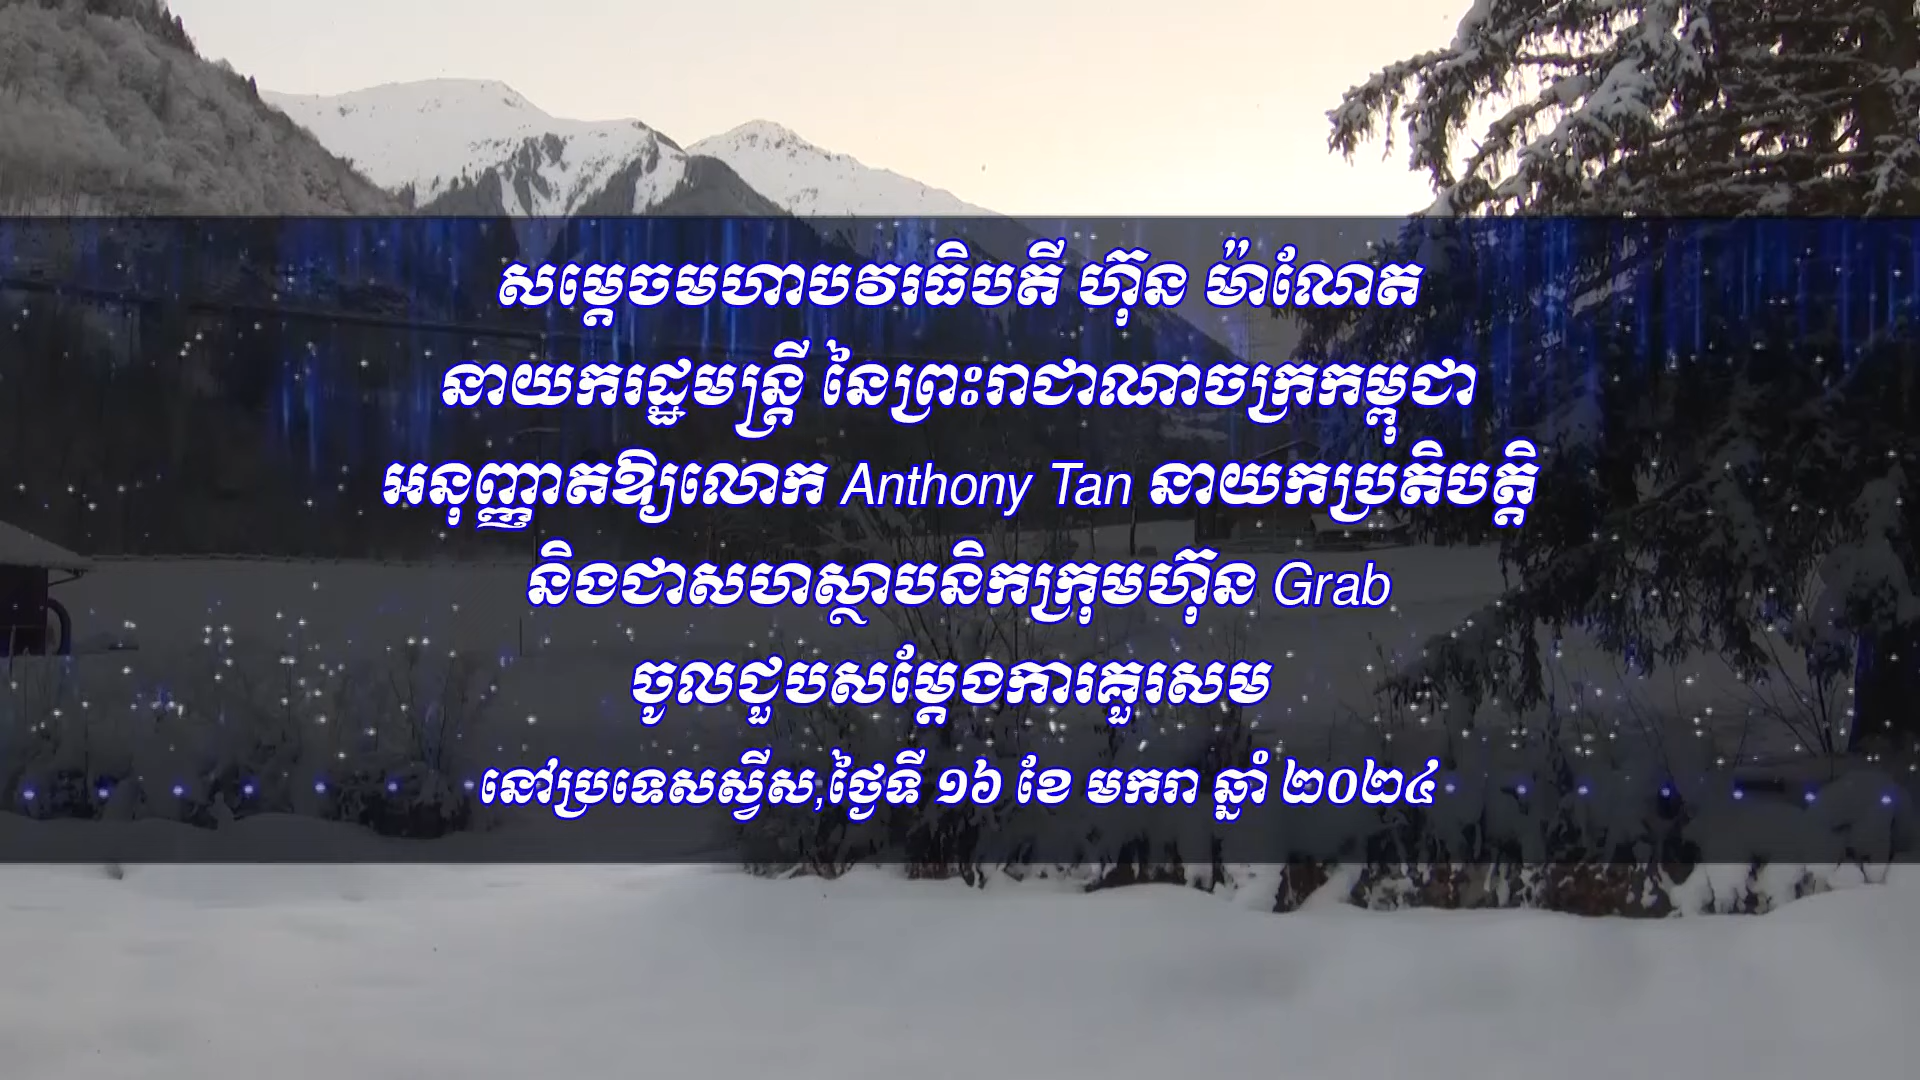 សម្តេចមហាបវរធិបតី ហ៊ុន ម៉ាណែត
នាយករដ្ឋមន្ត្រី នៃព្រះរាជាណាចក្រកម្ពុជា
អនុញ្ញាតឱ្យលោក Anthony Tan នាយកប្រតិបត្តិ
និងជាសហស្ថាបនិកក្រុមហ៊ុន Grab
ចូលជួបសម្តែងការគួរសម
នៅប្រទេសស្វីស,ថ្ងៃទី ១៦ ខែ មករា ឆ្នាំ ២០២៤